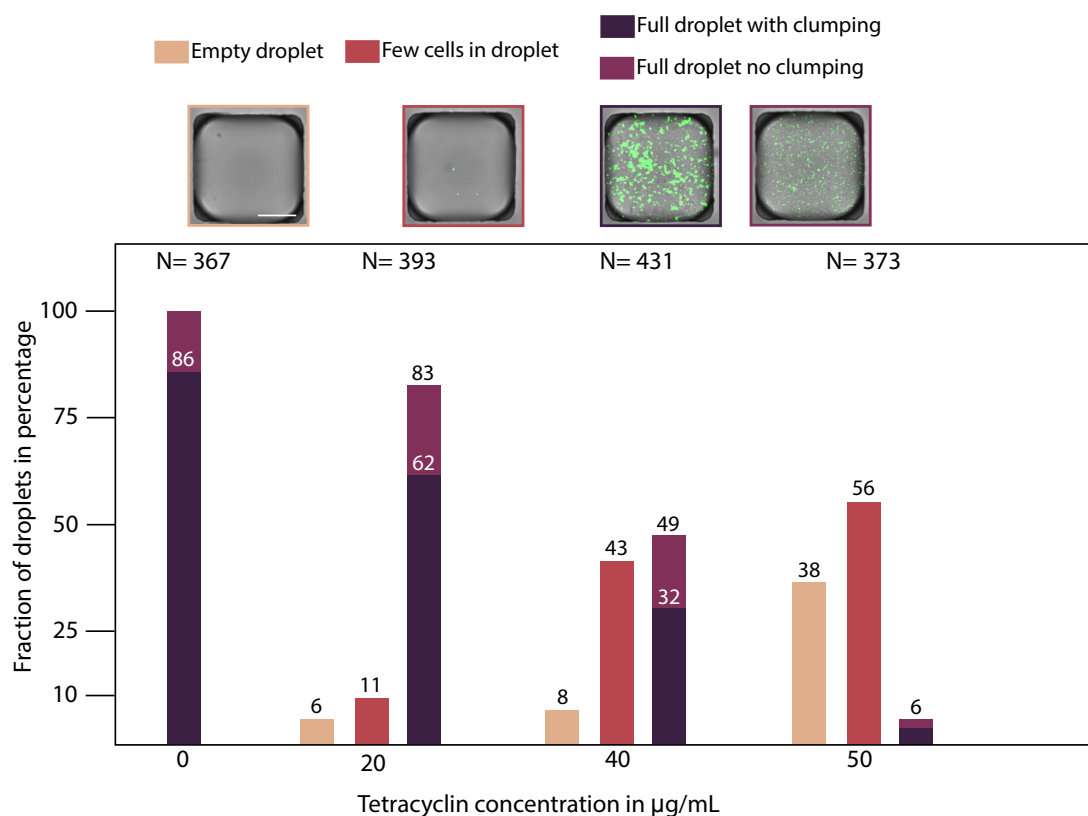 Empty droplet
Few cells in droplet
Full droplet with clumping
Full droplet no clumping
N= 367
N= 393
N= 431
N= 373
Fraction of droplets in percentage
100
75
50
25
10
86
6
11
83
62
8
43
49
32
38
56
6
0
20
40
50
Tetracyclin concentration in μg/mL